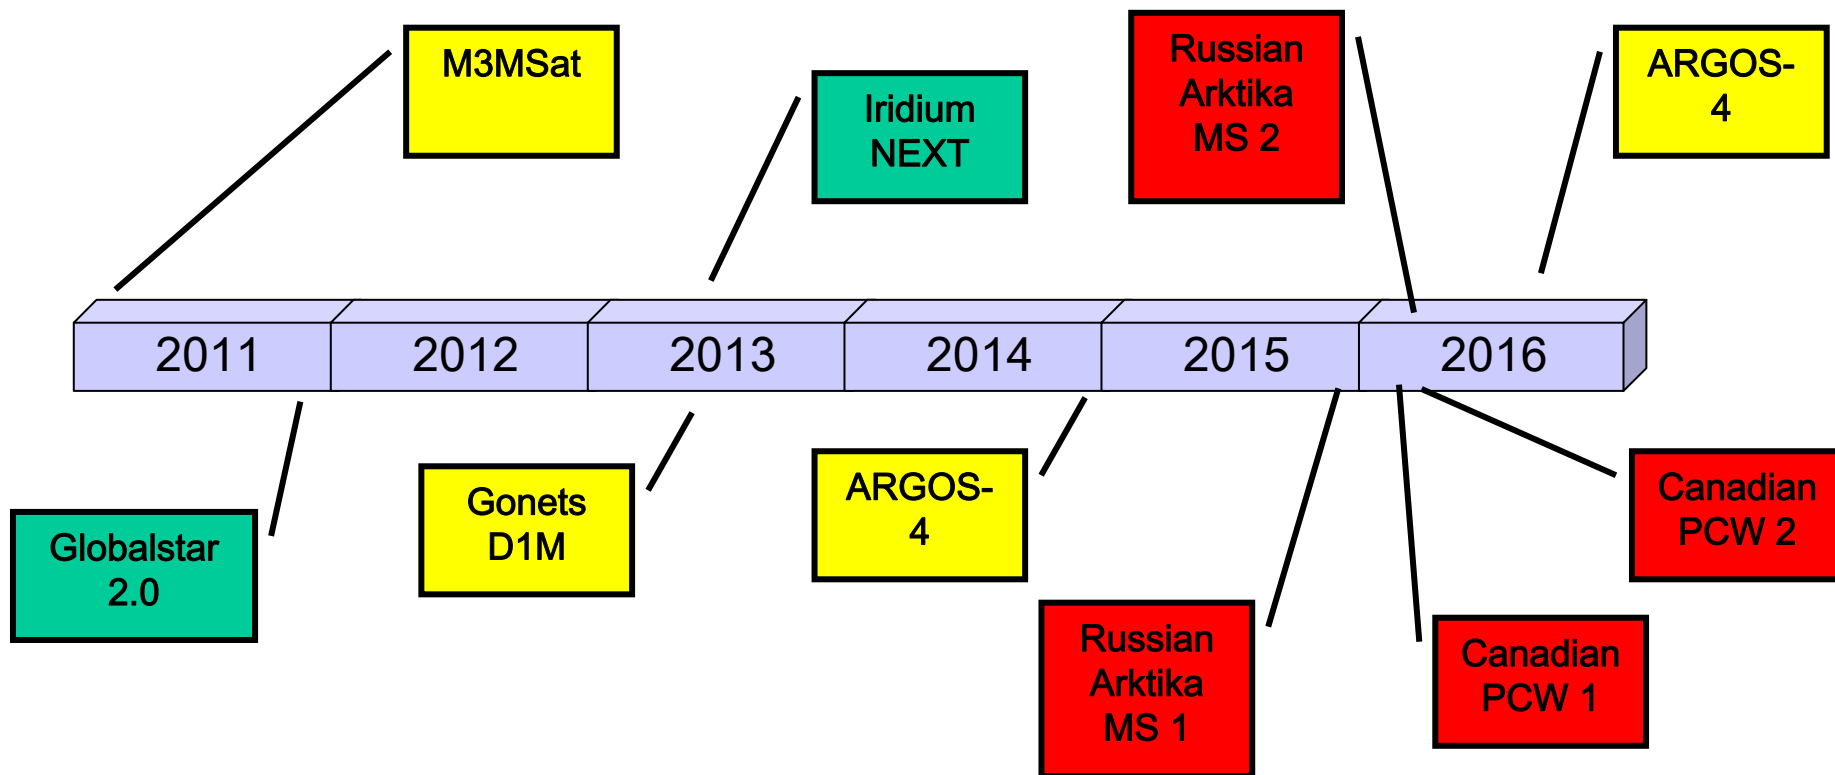 M3MSat
Iridium
NEXT
Russian
Arktika
MS 2
ARGOS-
4
2011
2012
2013
2014
2015
2016
Globalstar
2.0
Gonets
D1M
ARGOS-
4
Russian
Arktika
MS 1
Canadian
PCW 1
Canadian
PCW 2